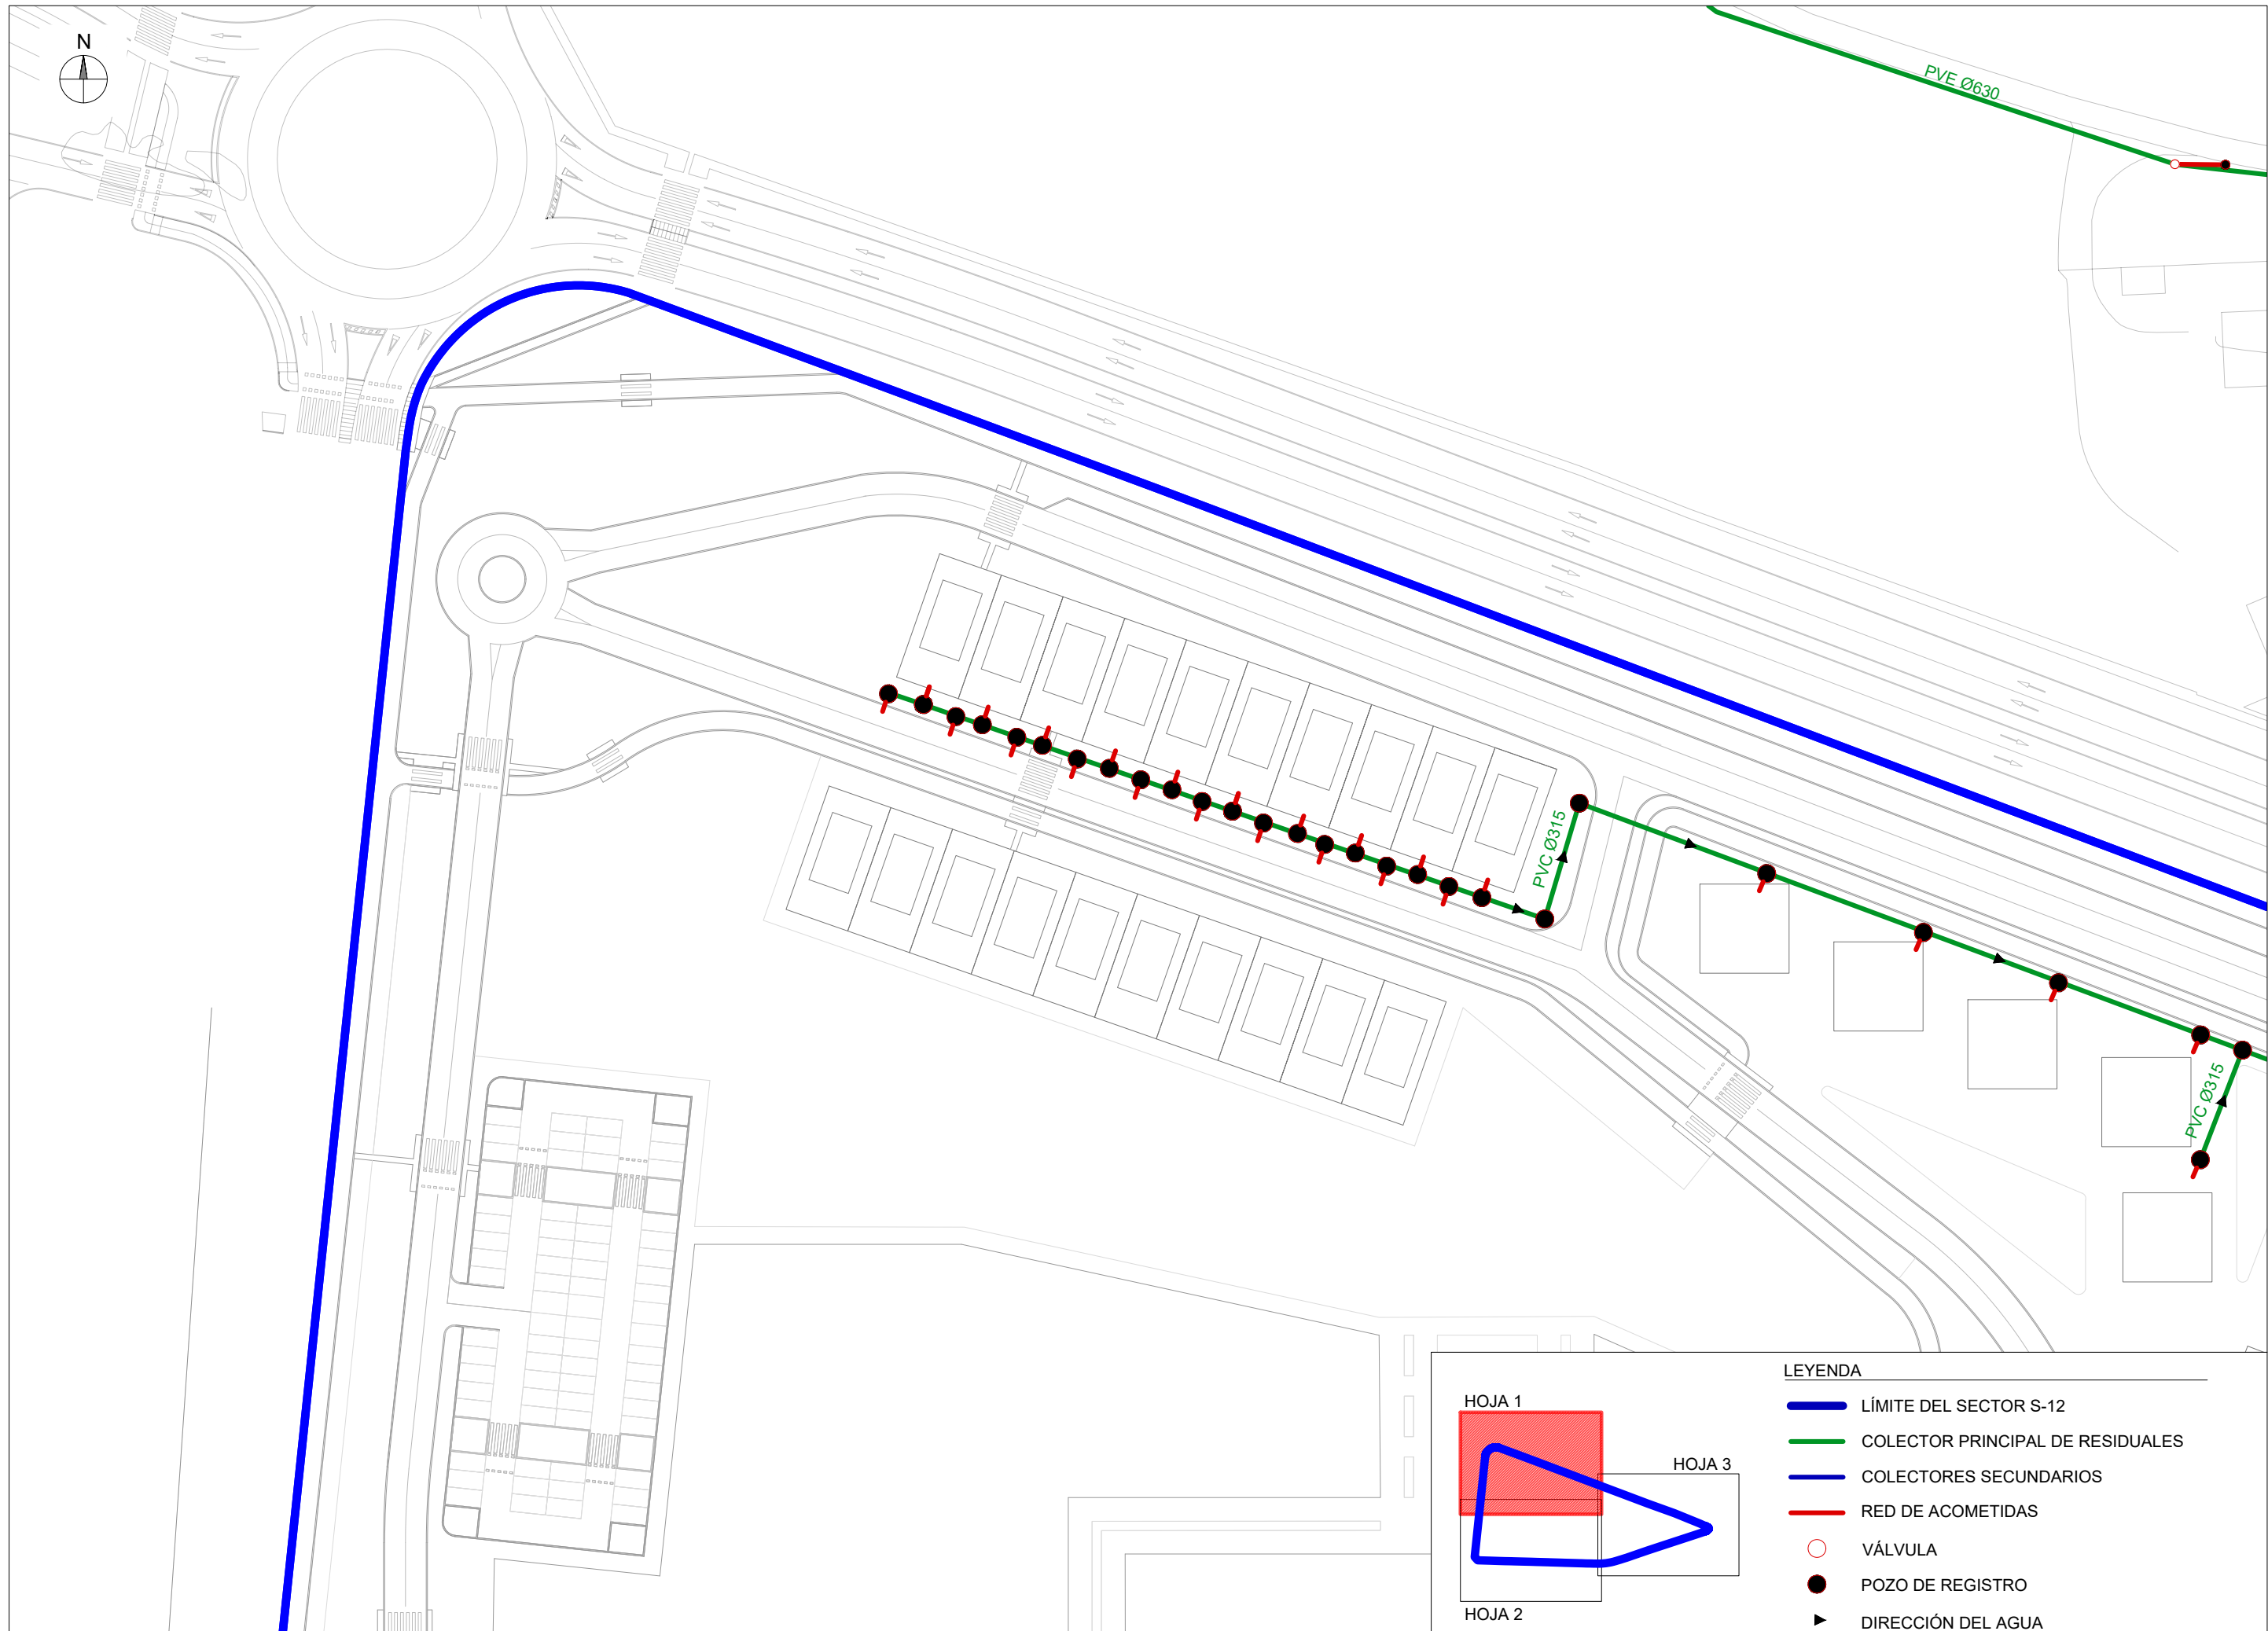 N
PVE Ø630
PVC Ø315
PVC Ø315
LEYENDA
HOJA 1
LÍMITE DEL SECTOR S-12
COLECTOR PRINCIPAL DE RESIDUALES
HOJA 3
COLECTORES SECUNDARIOS
RED DE ACOMETIDAS
VÁLVULA
POZO DE REGISTRO
HOJA 2
DIRECCIÓN DEL AGUA